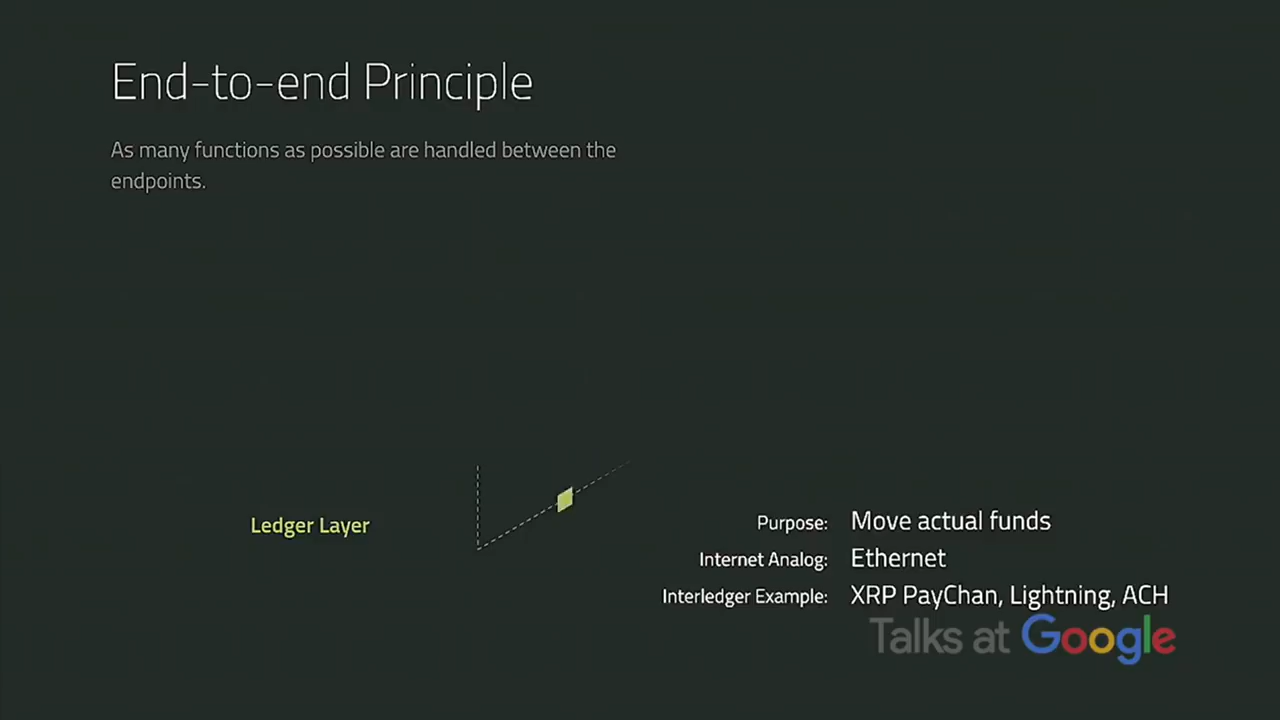 End-to-end Principle
As many functions as possible are handled between the
endpoints.
Ledger Layer
Purpose: Move actual funds
Internet Analog: Ethernet
Interledger Example: XRP PayChan, Lightning, ACH
Talks at Google